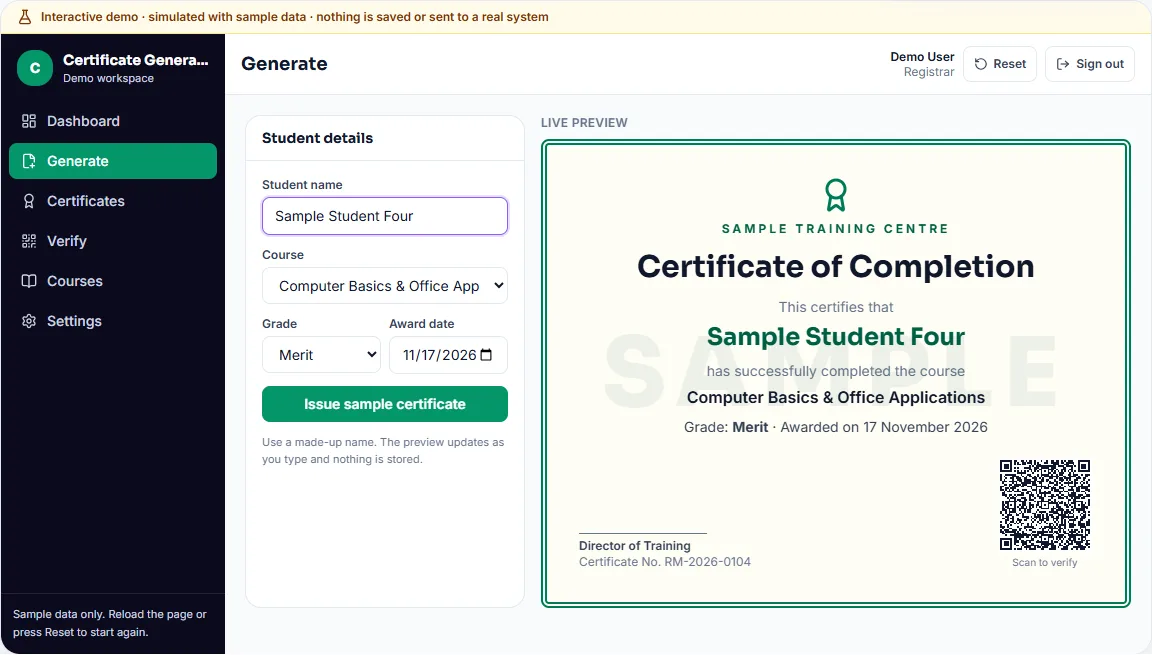 Interactive demo · simulated with sample data · nothing is saved or sent to a real system
C
Certificate Genera...
Demo workspace
Dashboard
Generate
Certificates
Verify
Courses
Settings
Sample data only. Reload the page or
press Reset to start again.
Generate
Demo User
Registrar
Reset
Sign out
Student details
Student name
Sample Student Four
Course
Computer Basics & Office App
Grade
Award date
Merit
11/17/2026
Issue sample certificate
Use a made-up name. The preview updates as
you type and nothing is stored.
LIVE PREVIEW
SAMPLE TRAINING CENTRE
Certificate of Completion
This certifies that
Sample Student Four
SAMPLE
has successfully completed the course
Computer Basics & Office Applications
Grade: Merit · Awarded on 17 November 2026
Director of Training
Certificate No. RM-2026-0104
Scan to verify